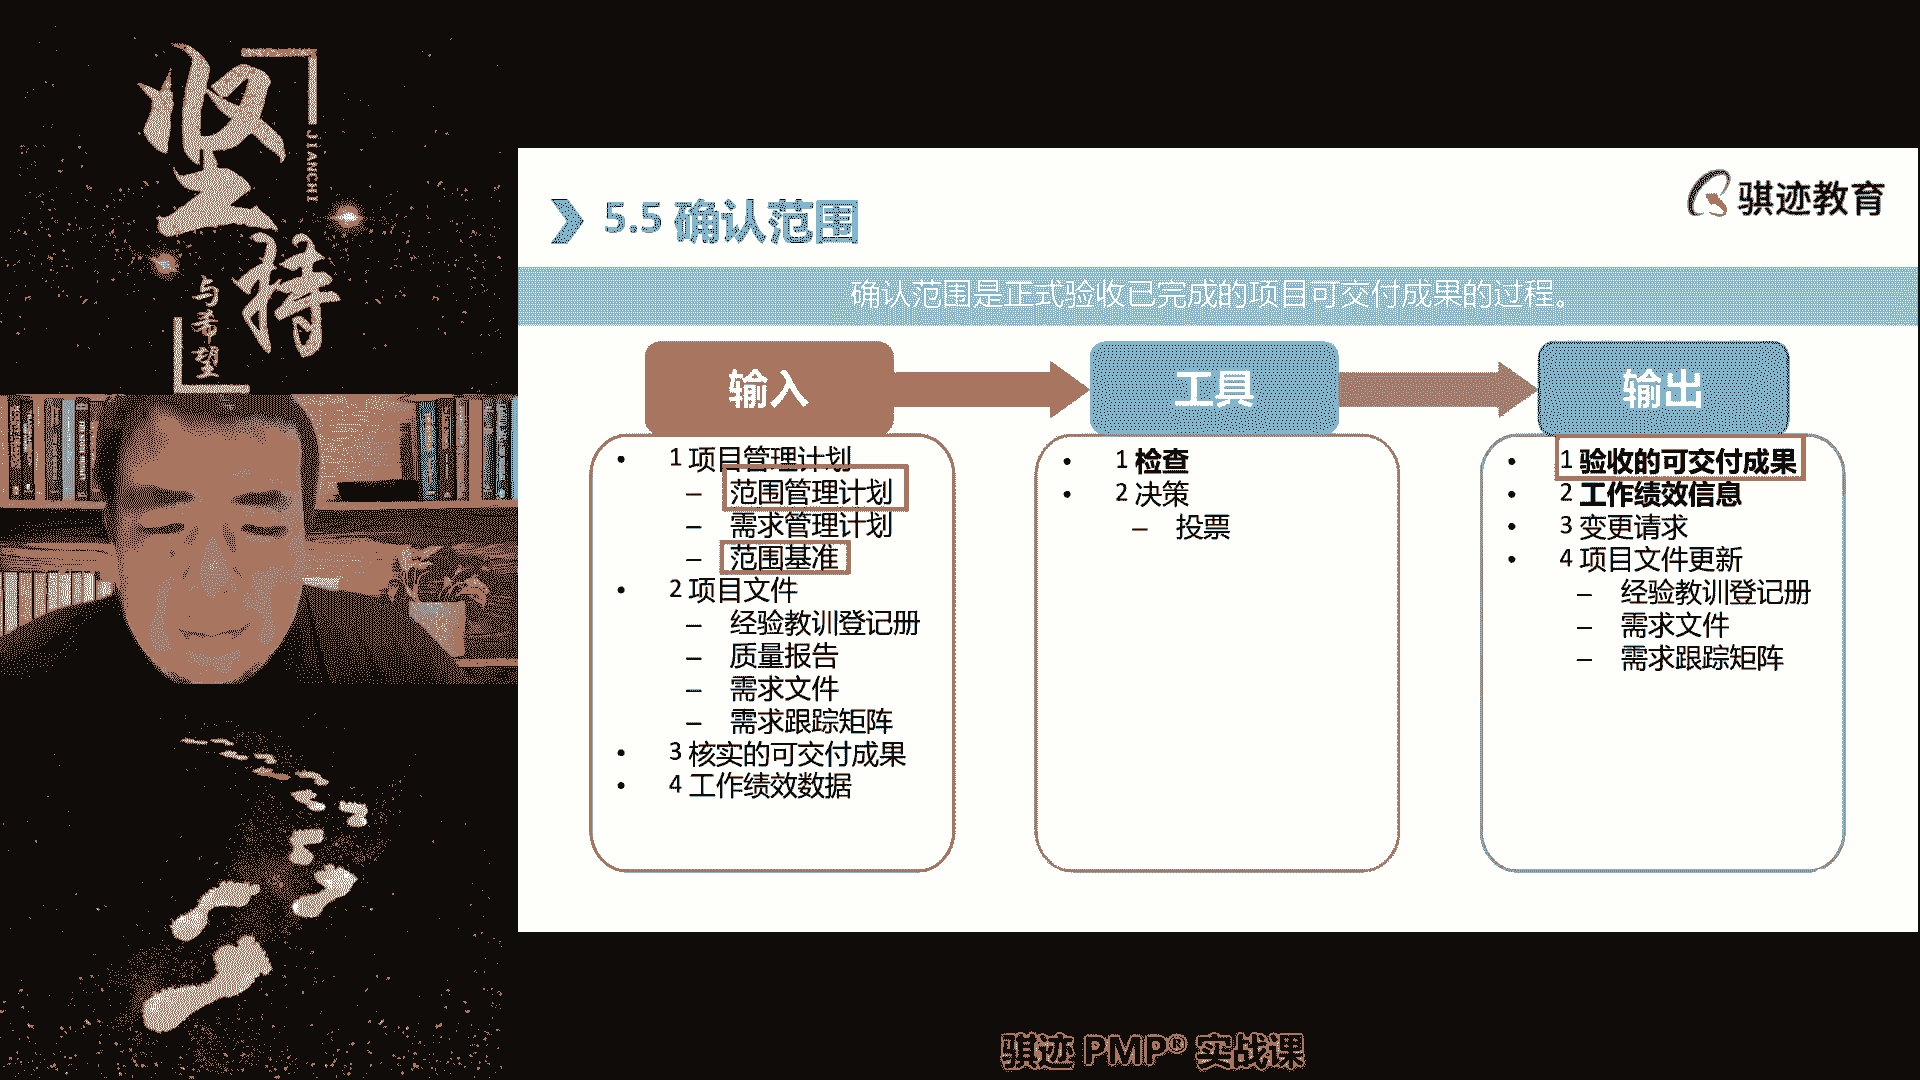 坚持
JIANCHI
与希望
骐迹教育
5.5 确认范围
确认范围是正式验收已完成的项目可交付成果的过程。
输入
• 1 项目管理计划
– 范围管理计划
– 需求管理计划
– 范围基准
• 2 项目文件
– 经验教训登记册
– 质量报告
– 需求文件
– 需求跟踪矩阵
• 3 核实的可交付成果
• 4 工作绩效数据
工具
• 1 检查
• 2 决策
– 投票
输出
• 1 验收的可交付成果
• 2 工作绩效信息
• 3 变更请求
• 4 项目文件更新
– 经验教训登记册
– 需求文件
– 需求跟踪矩阵
骐迹 PMP® 实战课